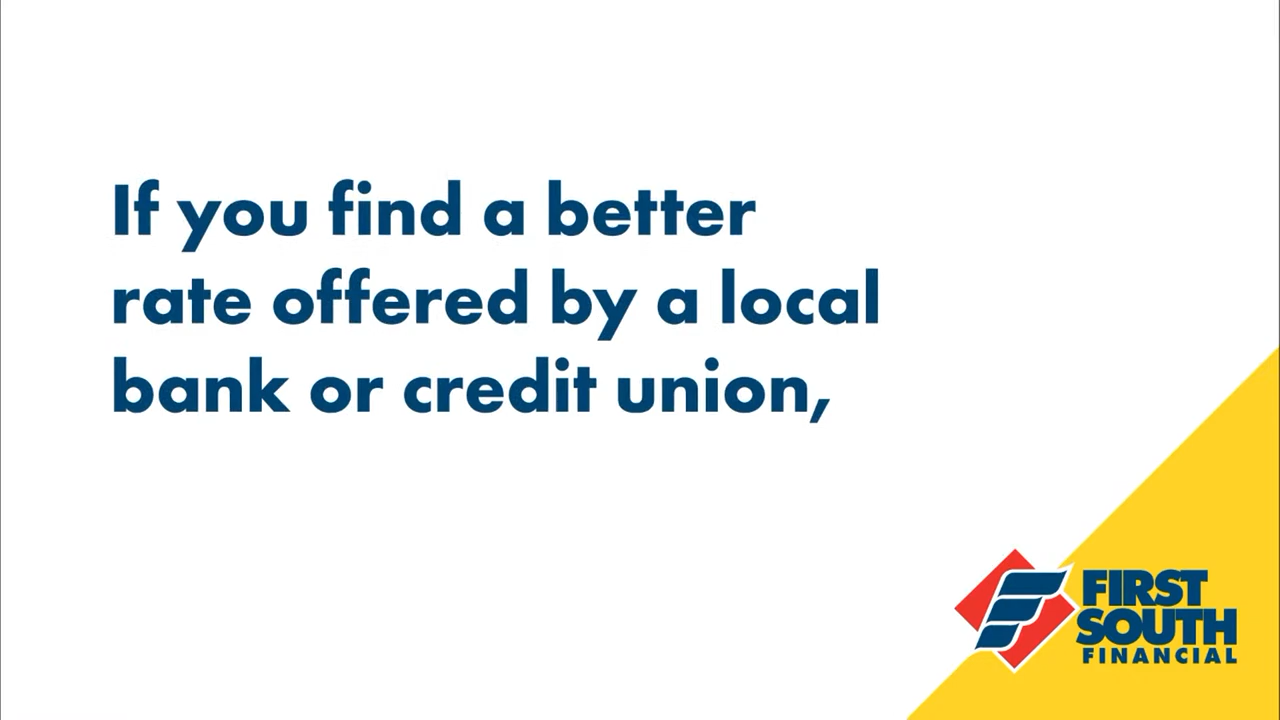 If you find a better
rate offered by a local
bank or credit union,
FIRST
SOUTH
FINANCIAL